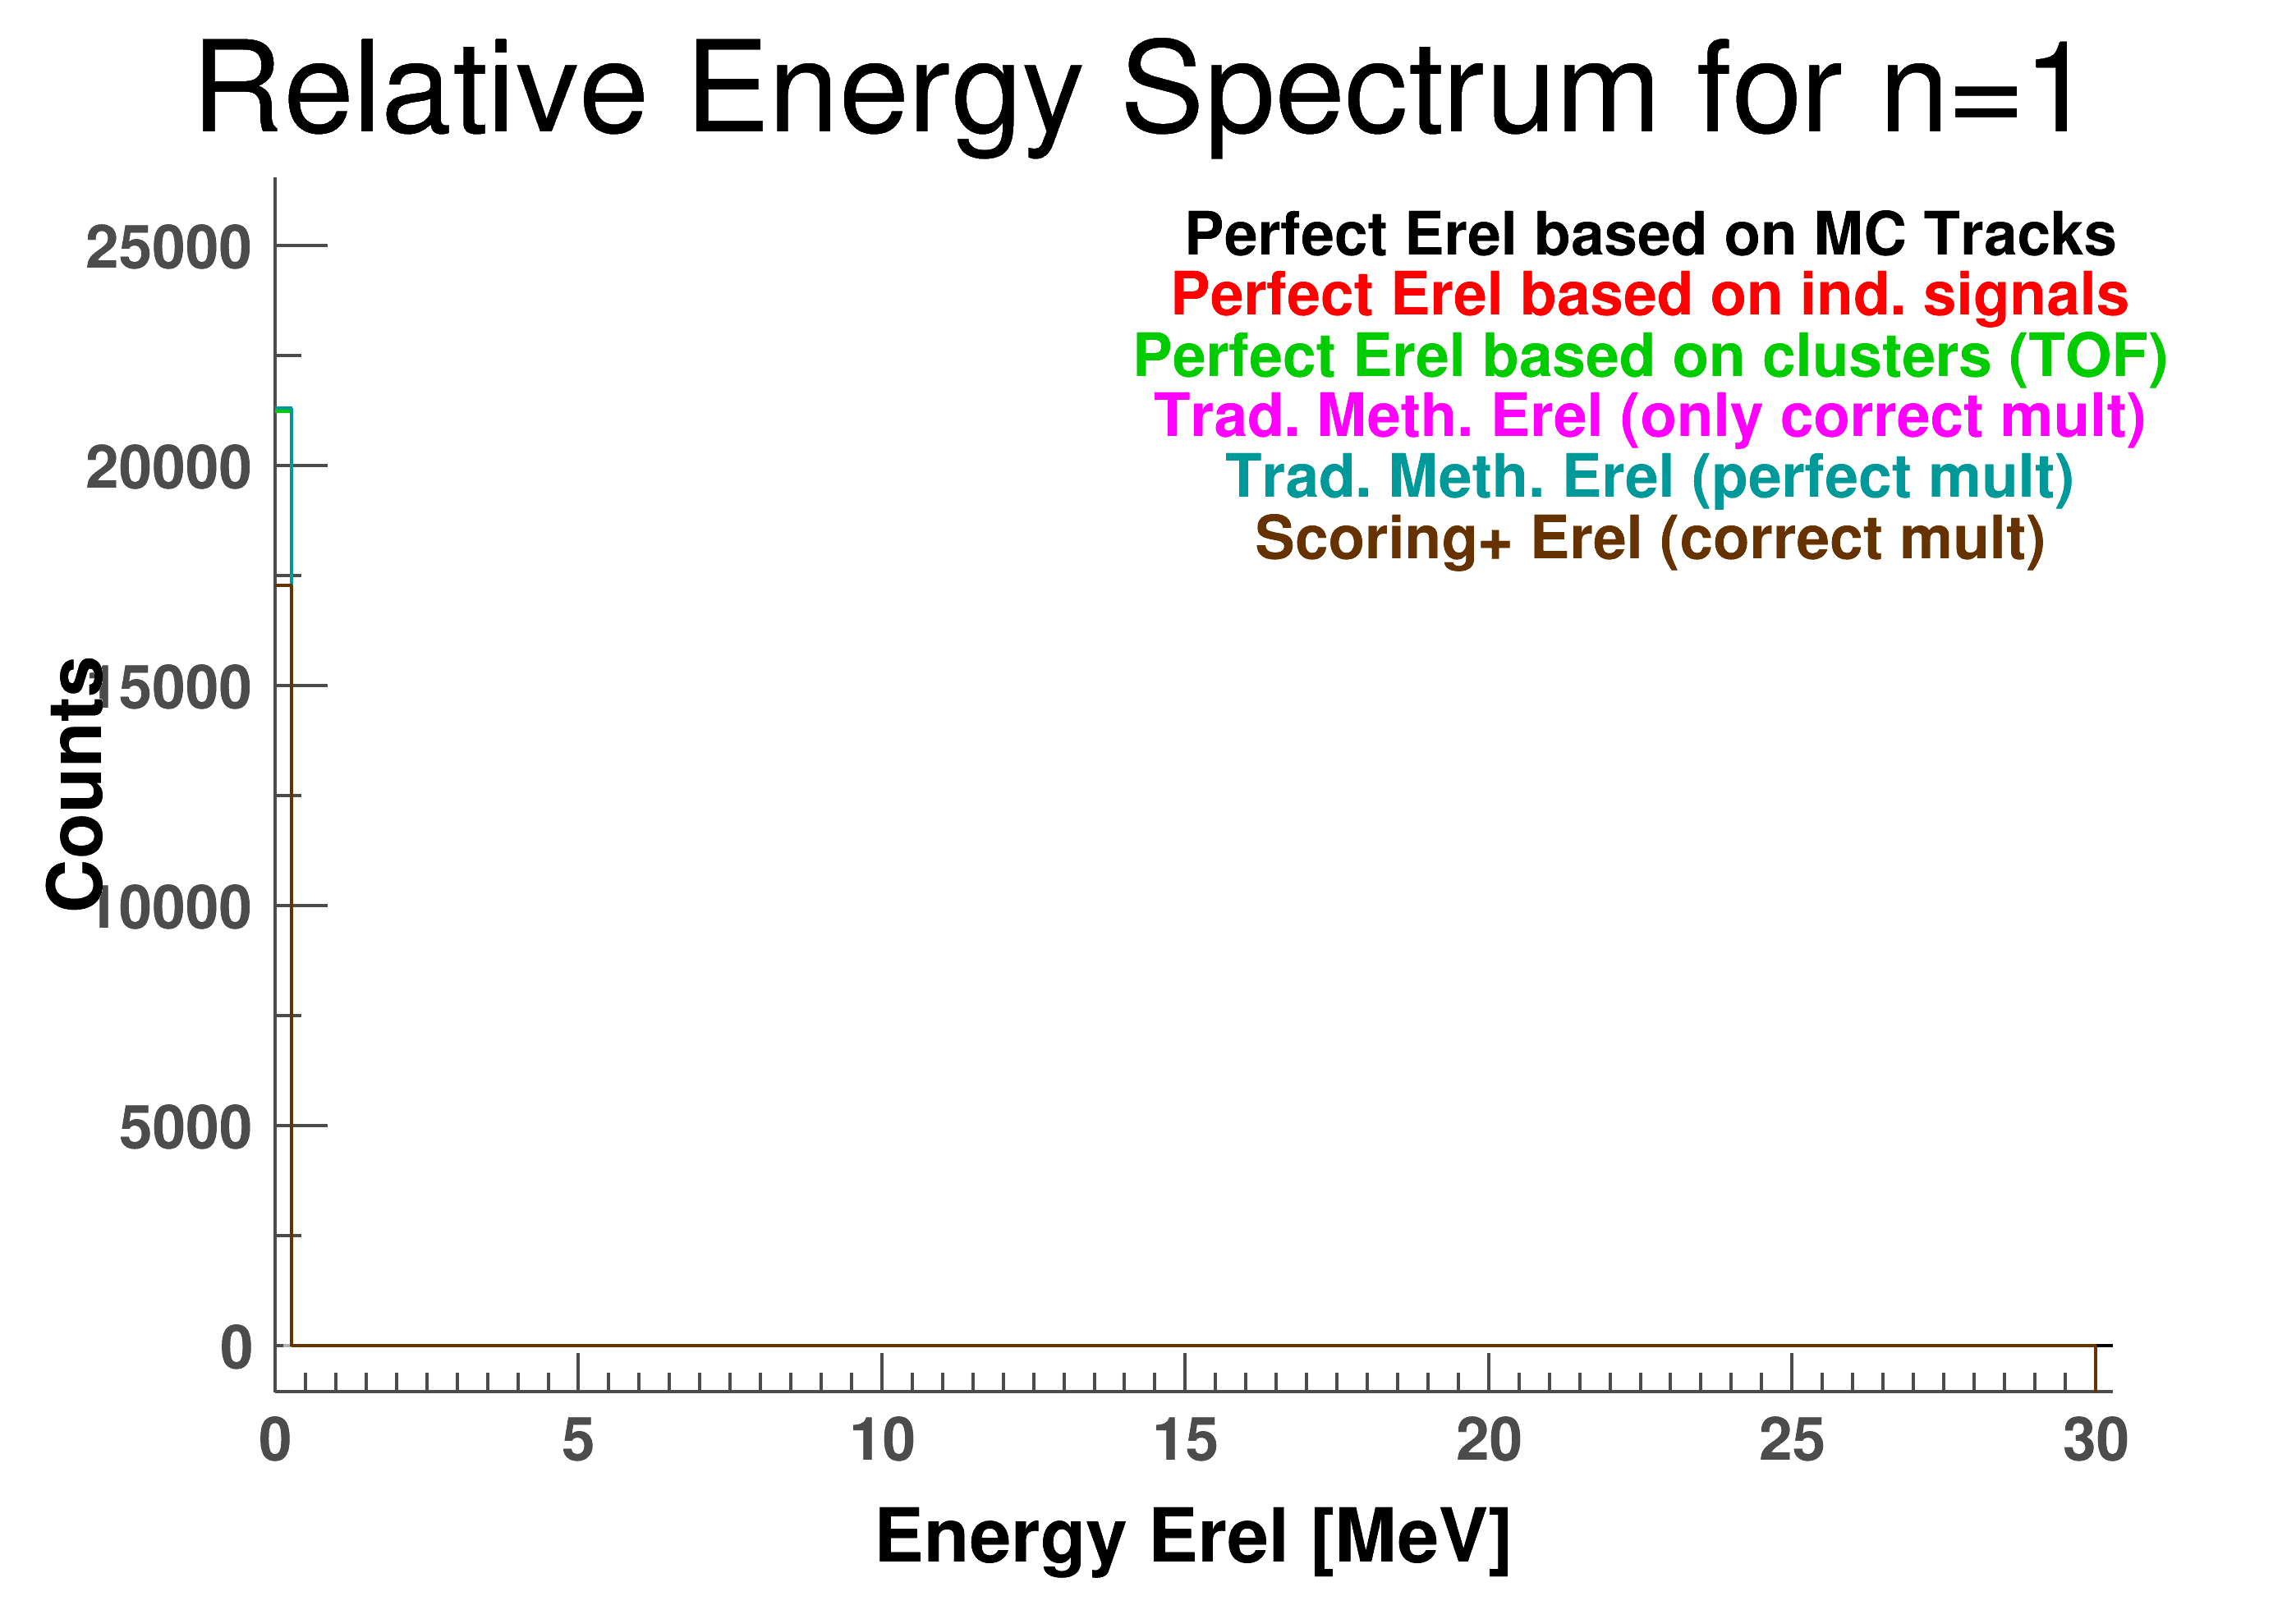 Relative Energy Spectrum for n=1
Perfect Erel based on MC Tracks
Perfect Erel based on ind. signals
Perfect Erel based on clusters (TOF)
Trad. Meth. Erel (only correct mult)
Trad. Meth. Erel (perfect mult)
Scoring+ Erel (correct mult)
25000
20000
15000
10000
5000
0
Counts
0 5 10 15 20 25 30
Energy Erel [MeV]